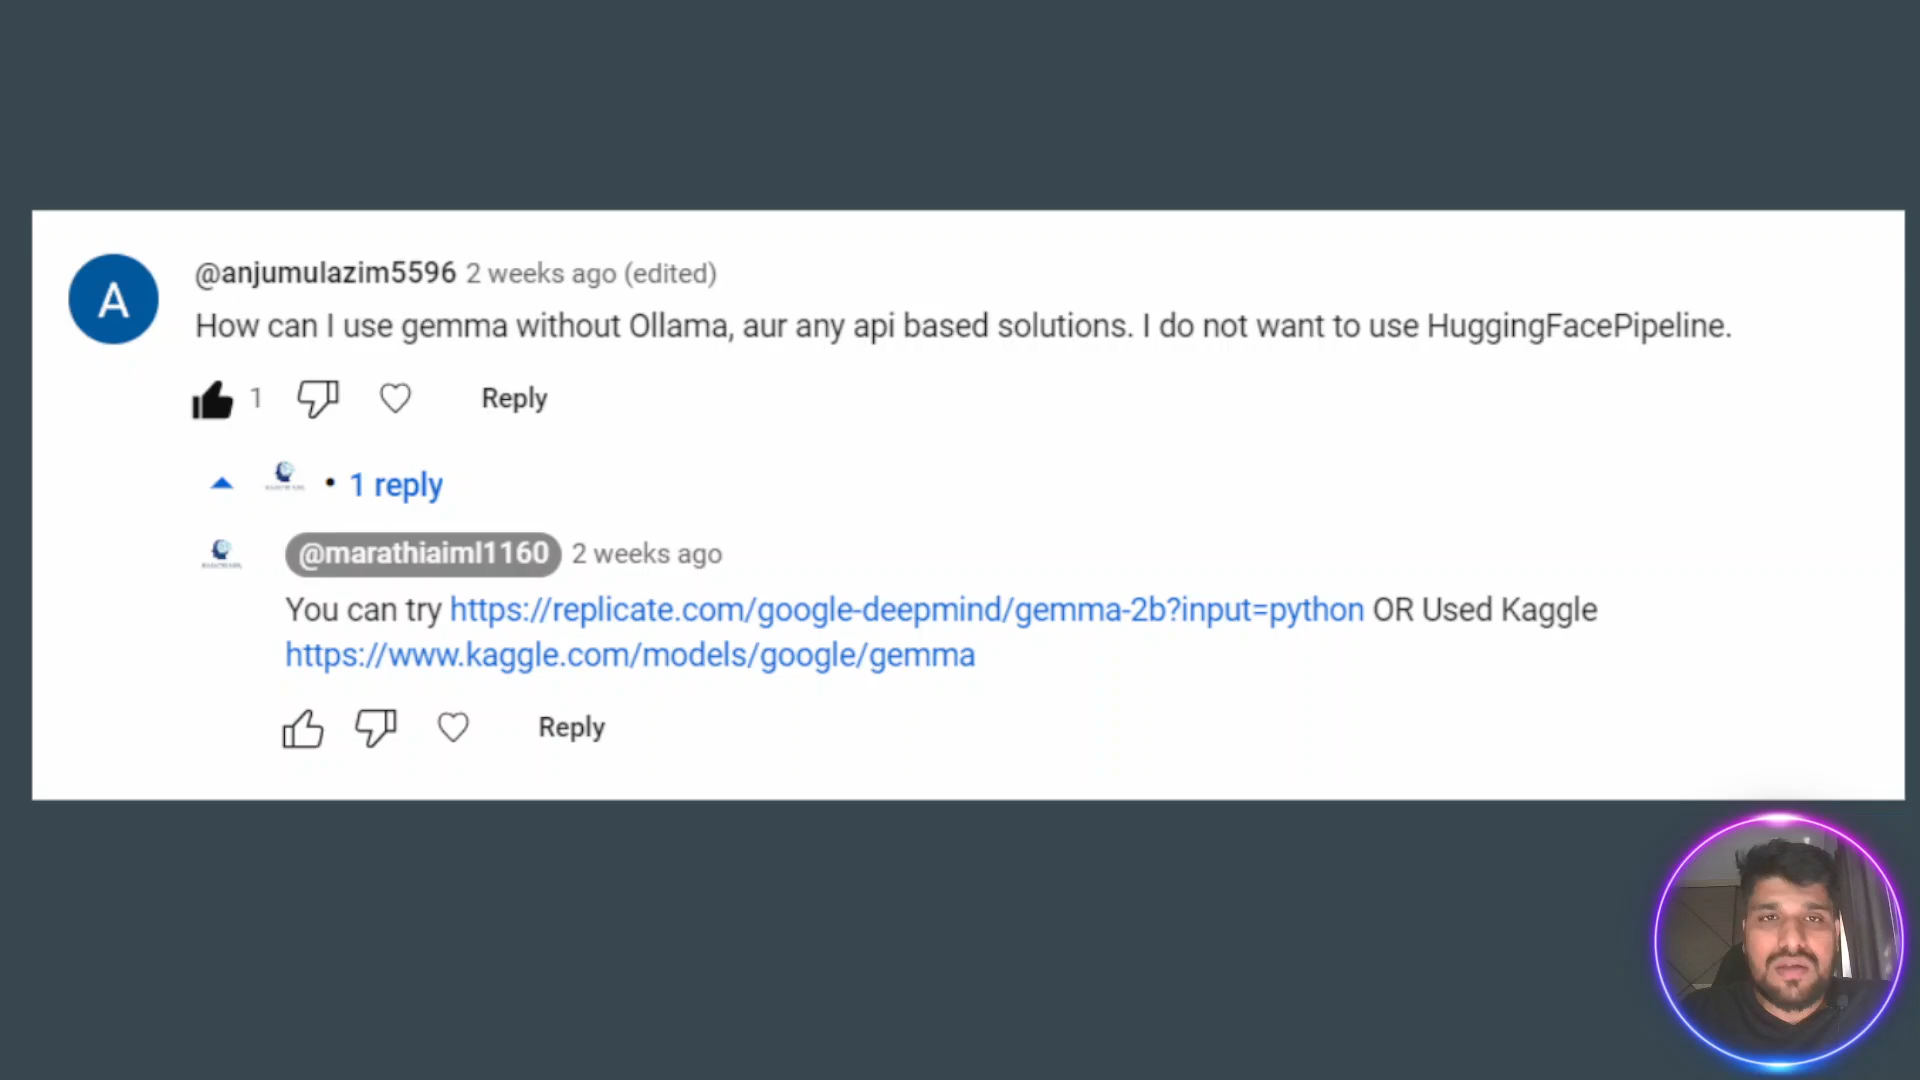 A
@anjumulazim5596 2 weeks ago (edited)
How can I use gemma without Ollama, aur any api based solutions. I do not want to use HuggingFacePipeline.
1
Reply
• 1 reply
@marathiaiml1160 2 weeks ago
You can try https://replicate.com/google-deepmind/gemma-2b?input=python OR Used Kaggle
https://www.kaggle.com/models/google/gemma
Reply